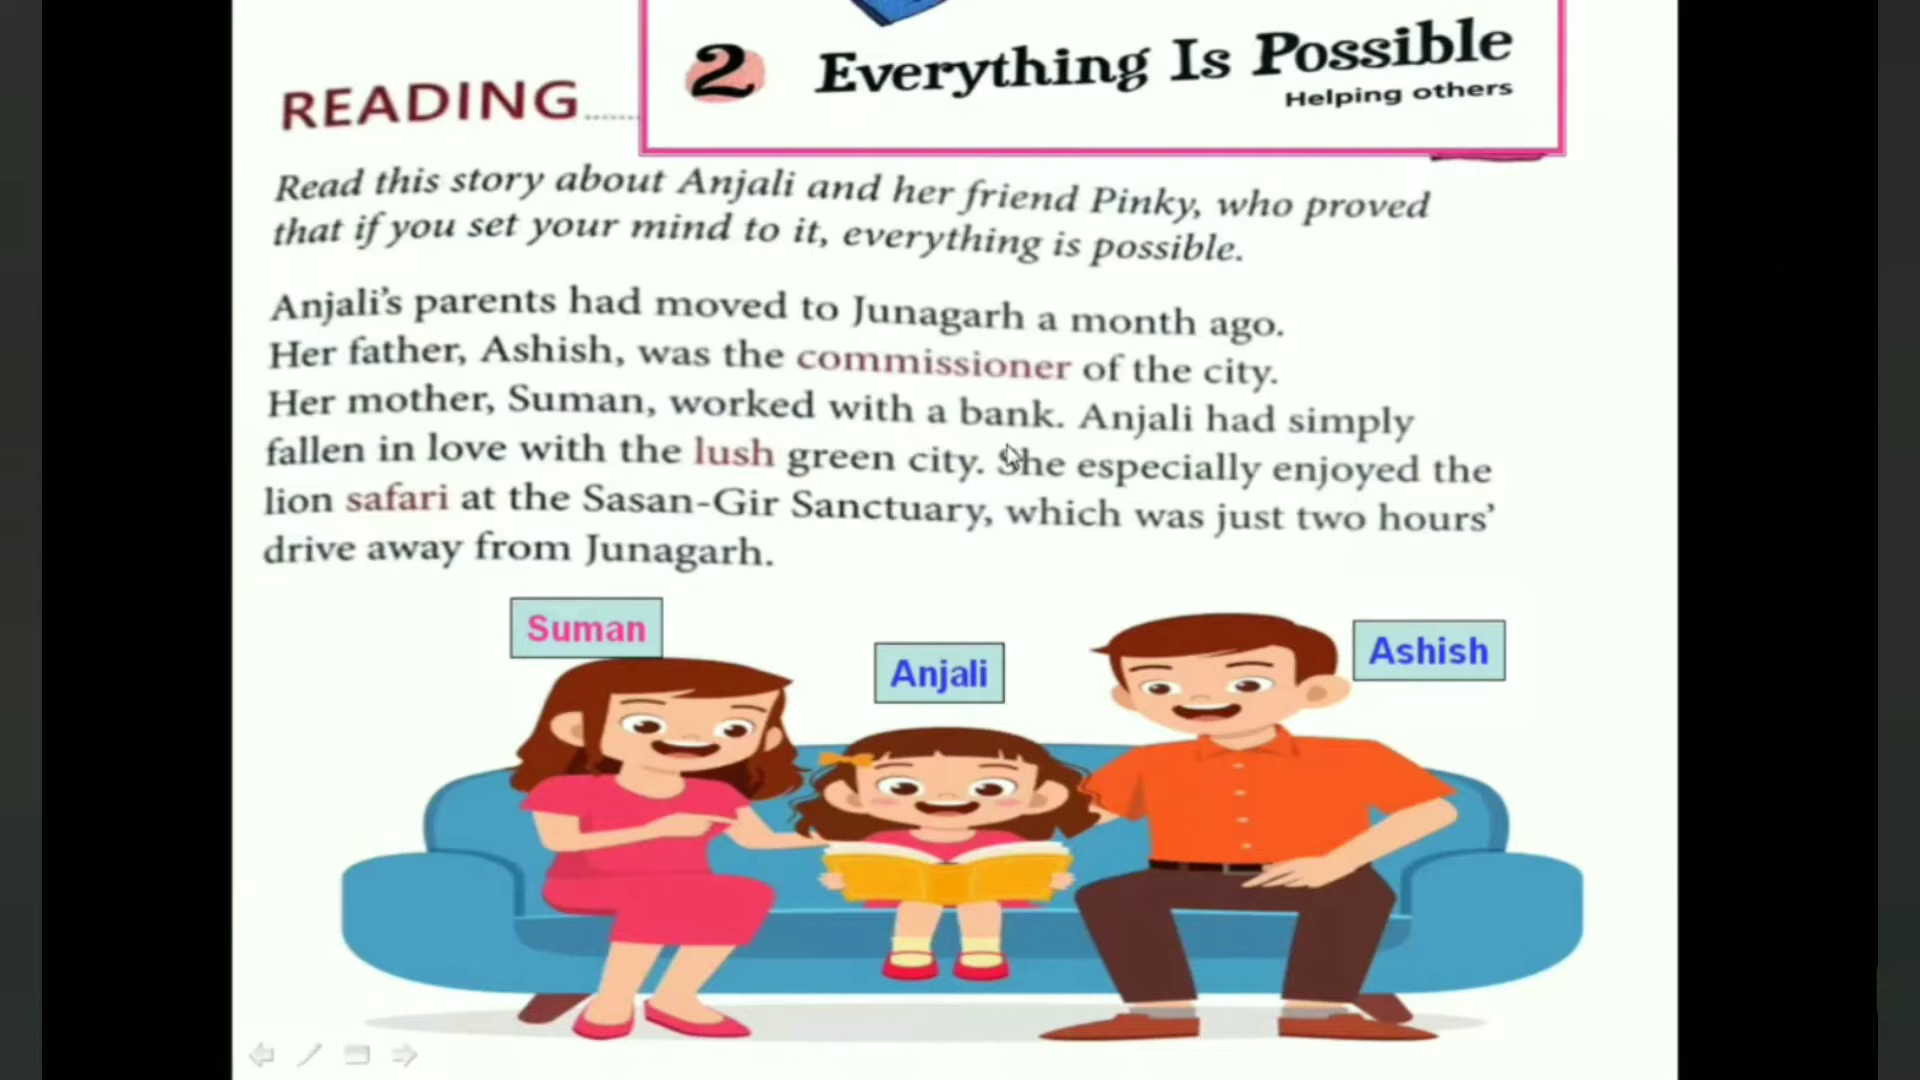 2 Everything Is Possible
Helping others
READING
Read this story about Anjali and her friend Pinky, who proved
that if you set your mind to it, everything is possible.
Anjali's parents had moved to Junagarh a month ago.
Her father, Ashish, was the commissioner of the city.
Her mother, Suman, worked with a bank. Anjali had simply
fallen in love with the lush green city. She especially enjoyed the
lion safari at the Sasan-Gir Sanctuary, which was just two hours'
drive away from Junagarh.
Suman
Anjali
Ashish